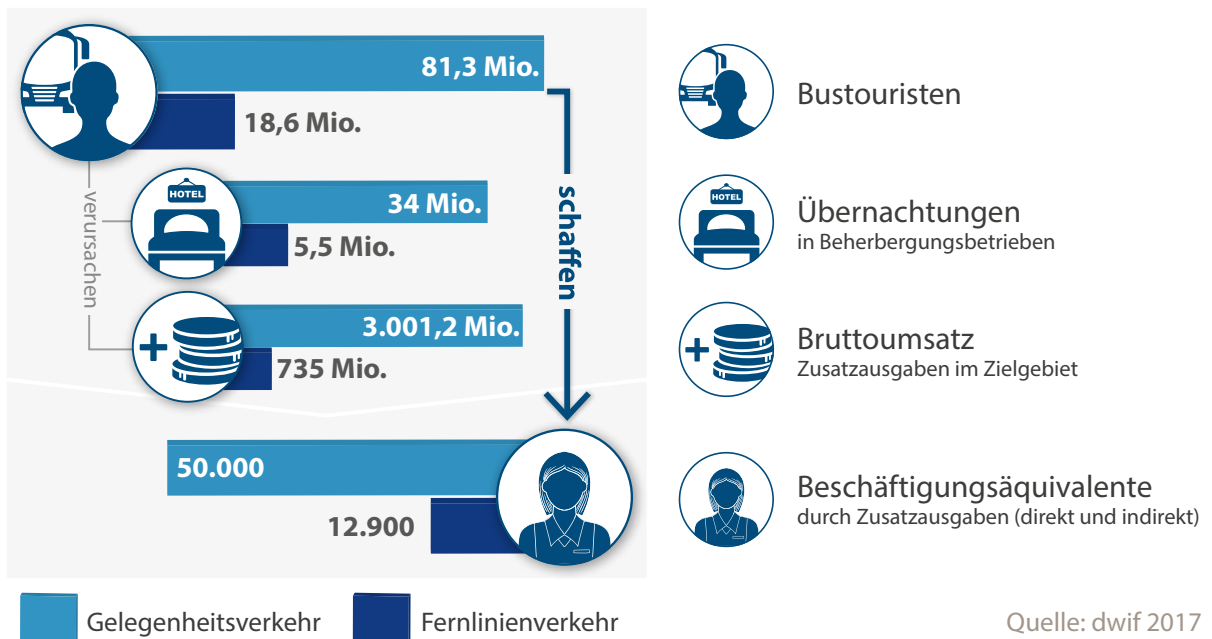 81,3 Mio.
18,6 Mio.
verursachen
HOTEL
34 Mio.
5,5 Mio.
schaffen
3.001,2 Mio.
735 Mio.
50.000
12.900
Bustouristen
HOTEL
Übernachtungen
in Beherbergungsbetrieben
Bruttoumsatz
Zusatzausgaben im Zielgebiet
Beschäftigungsäquivalente
durch Zusatzausgaben (direkt und indirekt)
Gelegenheitsverkehr
Fernlinienverkehr
Quelle: dwif 2017